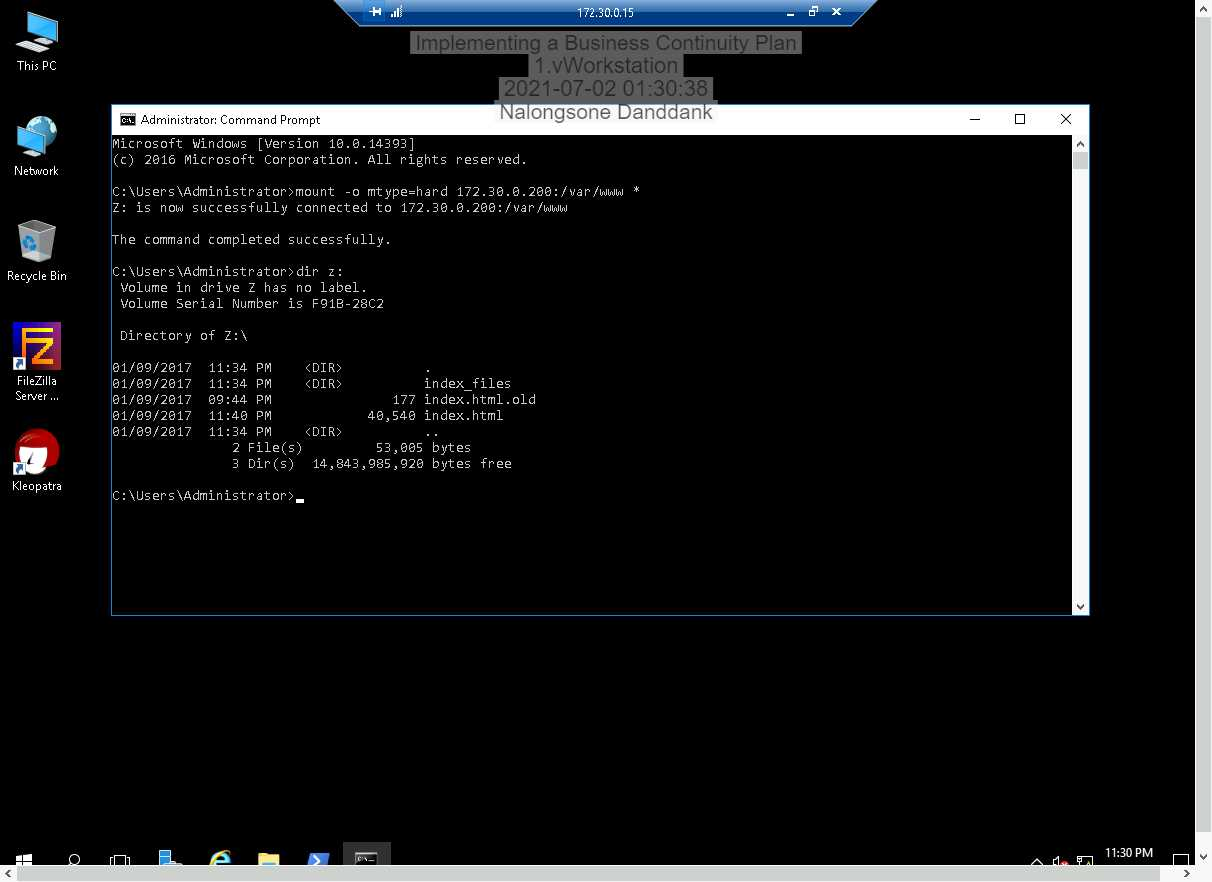 172.30.0.15
Implementing a Business Continuity Plan
1.vWorkstation
2021-07-02 01:30:38
Nalongsone Danddank
This PC
Network
Recycle Bin
FileZilla
Server ...
Kleopatra
Administrator: Command Prompt
Microsoft Windows [Version 10.0.14393]
(c) 2016 Microsoft Corporation. All rights reserved.
C:\Users\Administrator>mount -o mtype=hard 172.30.0.200:/var/www *
Z: is now successfully connected to 172.30.0.200:/var/www
The command completed successfully.
C:\Users\Administrator>dir z:
Volume in drive Z has no label.
Volume Serial Number is F91B-28C2
Directory of Z:\
01/09/2017  11:34 PM    <DIR>          .
01/09/2017  11:34 PM    <DIR>          index_files
01/09/2017  09:44 PM               177 index.html.old
01/09/2017  11:40 PM            40,540 index.html
01/09/2017  11:34 PM    <DIR>          ..
2 File(s)         53,005 bytes
3 Dir(s)  14,843,985,920 bytes free
C:\Users\Administrator>
11:30 PM